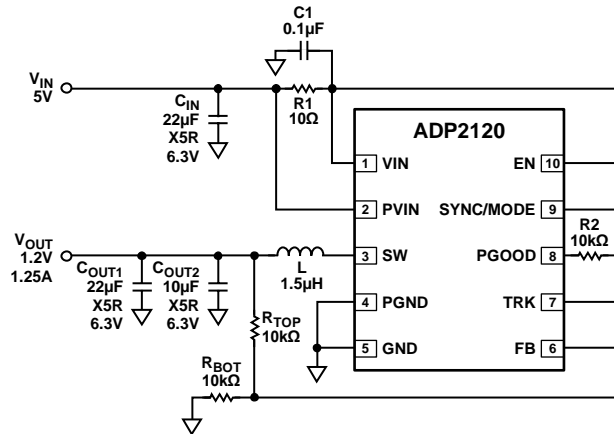 C1
0.1µF
VIN
5V
CIN
22µF
X5R
6.3V
R1
10Ω
ADP2120
1 VIN
EN 10
2 PVIN
SYNC/MODE 9
R2
10kΩ
VOUT
1.2V
1.25A
COUT1
22µF
X5R
6.3V
COUT2
10µF
X5R
6.3V
L
1.5µH
3 SW
PGOOD 8
4 PGND
TRK 7
RTOP
10kΩ
5 GND
FB 6
RBOT
10kΩ